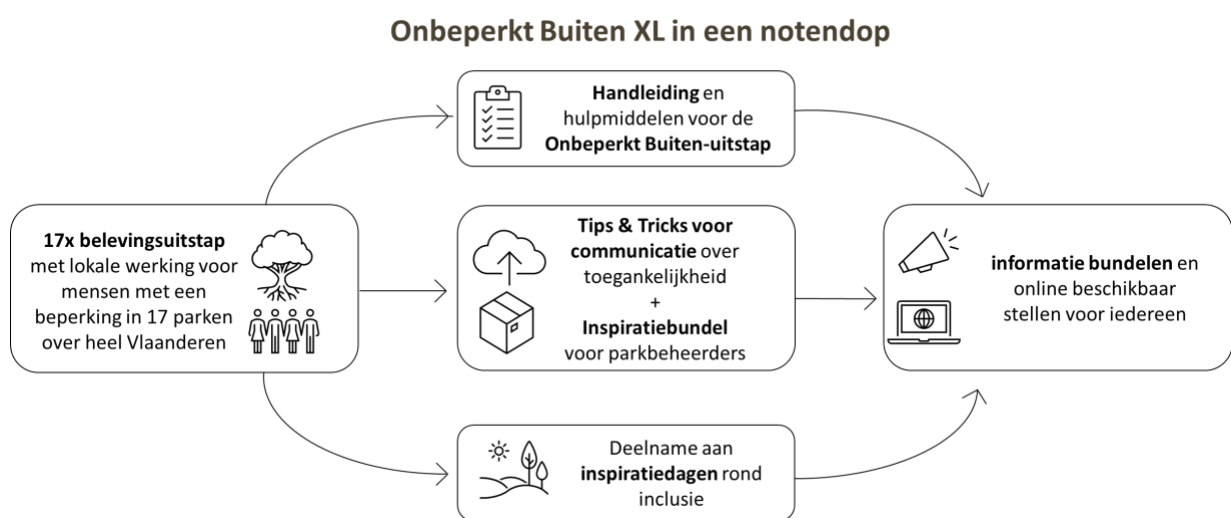 Onbeperkt Buiten XL in een notendop
17x belevingsuitstap
met lokale werking voor
mensen met een
beperking in 17 parken
over heel Vlaanderen
Handleiding en
hulpmiddelen voor de
Onbeperkt Buiten-uitstap
Tips & Tricks voor
communicatie over
toegankelijkheid
+
Inspiratiebundel
voor parkbeheerders
Deelname aan
inspiratiedagen rond
inclusie
informatie bundelen en
online beschikbaar
stellen voor iedereen